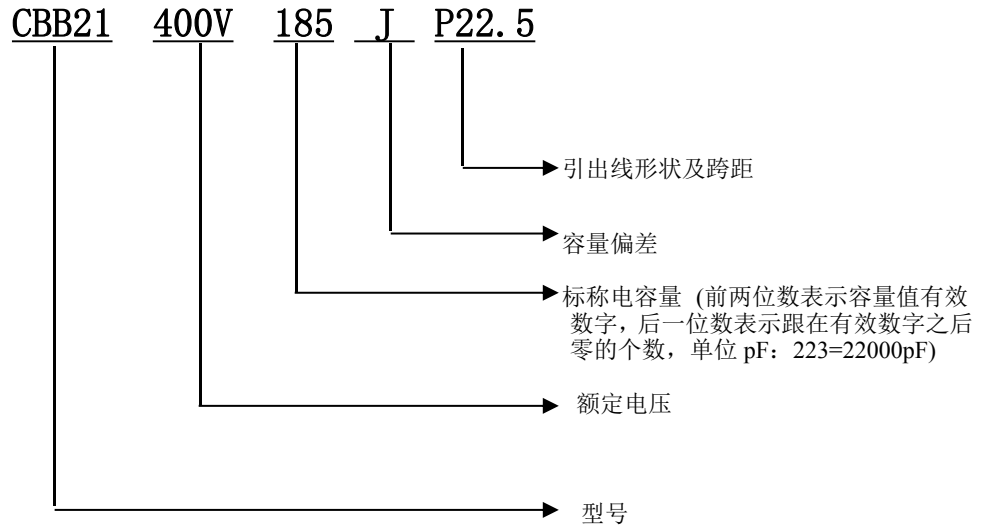 CBB21 400V 185 J P22.5
引出线形状及跨距
容量偏差
标称电容量 (前两位数表示容量值有效
数字，后一位数表示跟在有效数字之后
零的个数，单位 pF：223=22000pF)
额定电压
型号